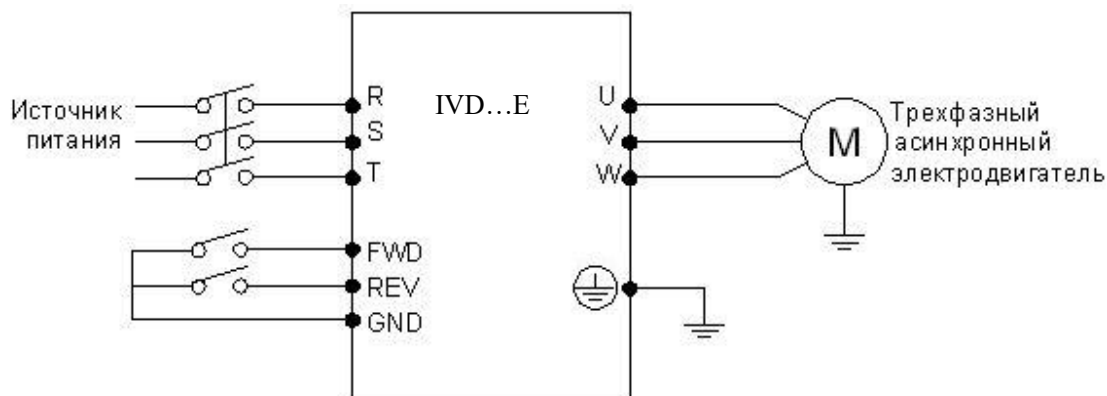 Источник
питания
R
S
T
FWD
REV
GND
IVD...E
U
V
W
M
Трехфазный
асинхронный
электродвигатель